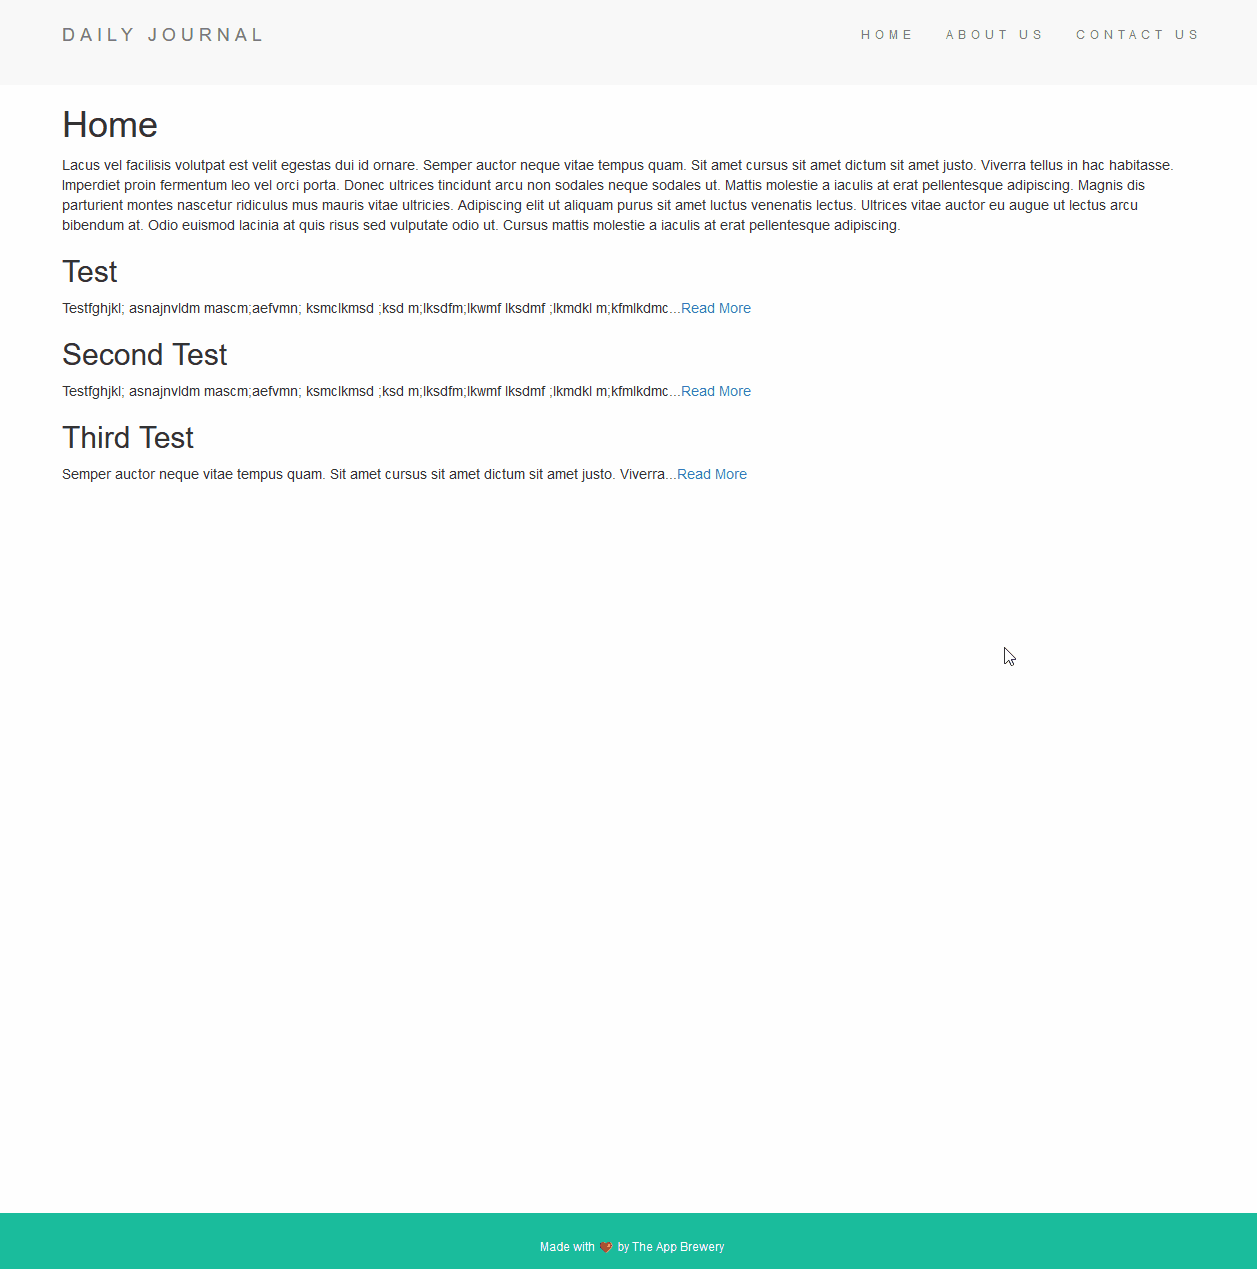 DAILY JOURNAL
HOME ABOUT US CONTACT US
Home
Lacus vel facilisis volutpat est velit egestas dui id ornare. Semper auctor neque vitae tempus quam. Sit amet cursus sit amet dictum sit amet justo. Viverra tellus in hac habitasse.
Imperdiet proin fermentum leo vel orci porta. Donec ultrices tincidunt arcu non sodales neque sodales ut. Mattis molestie a iaculis at erat pellentesque adipiscing. Magnis dis
parturient montes nascetur ridiculus mus mauris vitae ultricies. Adipiscing elit ut aliquam purus sit amet luctus venenatis lectus. Ultrices vitae auctor eu augue ut lectus arcu
bibendum at. Odio euismod lacinia at quis risus sed vulputate odio ut. Cursus mattis molestie a iaculis at erat pellentesque adipiscing.
Test
Testfghjkl; asnajnvldm mascm;aefvmn; ksmclkmsd ;ksd m;lksdfm;lkwmf lksdmf ;lkmdkl m;kfmlkdmc...Read More
Second Test
Testfghjkl; asnajnvldm mascm;aefvmn; ksmclkmsd ;ksd m;lksdfm;lkwmf lksdmf ;lkmdkl m;kfmlkdmc...Read More
Third Test
Semper auctor neque vitae tempus quam. Sit amet cursus sit amet dictum sit amet justo. Viverra...Read More
Made with ❤ by The App Brewery